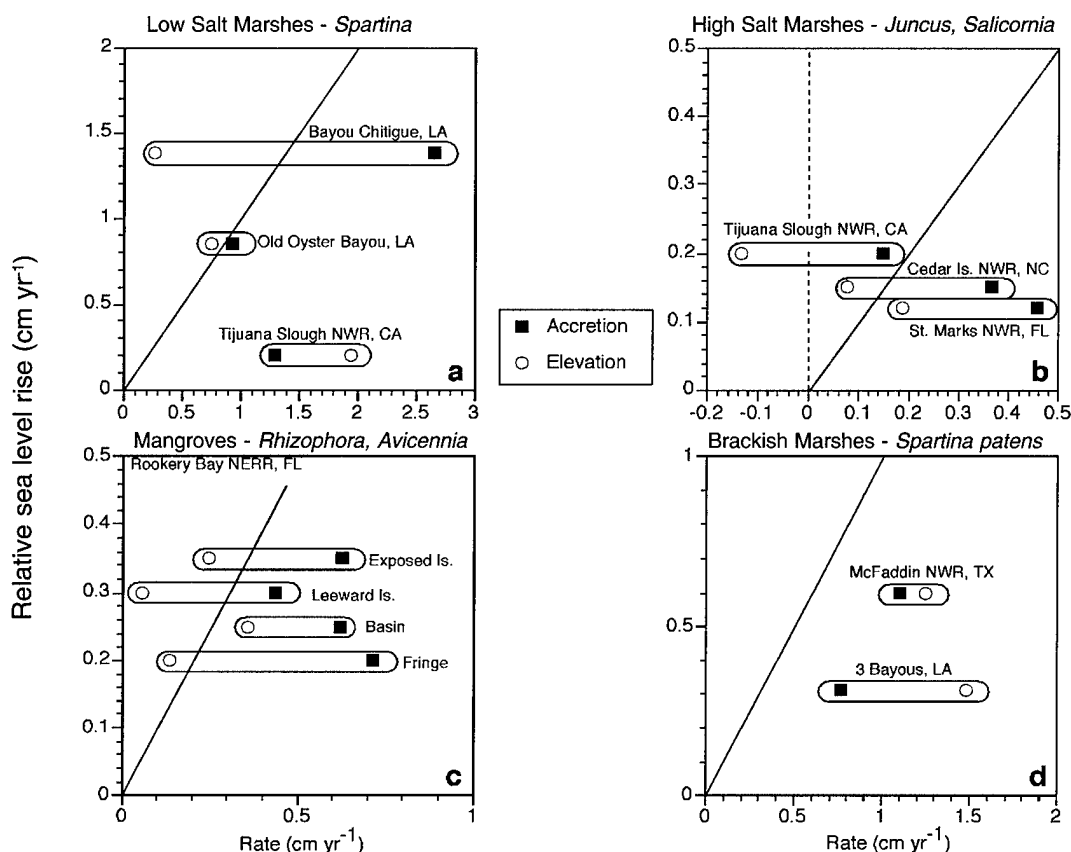 Low Salt Marshes - Spartina
High Salt Marshes - Juncus, Salicornia
Relative sea level rise (cm yr-1)
2
1.5
1
0.5
0
Bayou Chitigue, LA
Old Oyster Bayou, LA
Tijuana Slough NWR, CA
a
0
0.5
1
1.5
2
2.5
3
Accretion
Elevation
0.5
0.4
0.3
0.2
0.1
0
Tijuana Slough NWR, CA
Cedar Is. NWR, NC
St. Marks NWR, FL
b
-0.2
-0.1
0
0.1
0.2
0.3
0.4
0.5
Mangroves - Rhizophora, Avicennia
Rookery Bay NERR, FL
0.5
0.4
0.3
0.2
0.1
0
Exposed Is.
Leeward Is.
Basin
Fringe
c
0
0.5
1
Rate (cm yr-1)
Brackish Marshes - Spartina patens
1
0.5
0
McFaddin NWR, TX
3 Bayous, LA
d
0
0.5
1
1.5
2
Rate (cm yr-1)